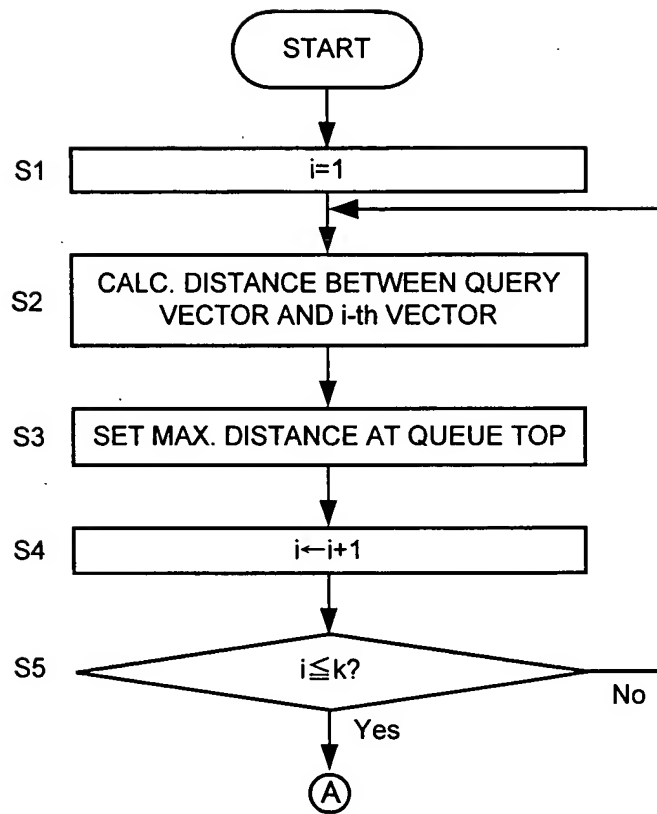 START
S1
i=1
S2
CALC. DISTANCE BETWEEN QUERY
VECTOR AND i-th VECTOR
S3
SET MAX. DISTANCE AT QUEUE TOP
S4
i←i+1
S5
i≦k?
No
Yes
A